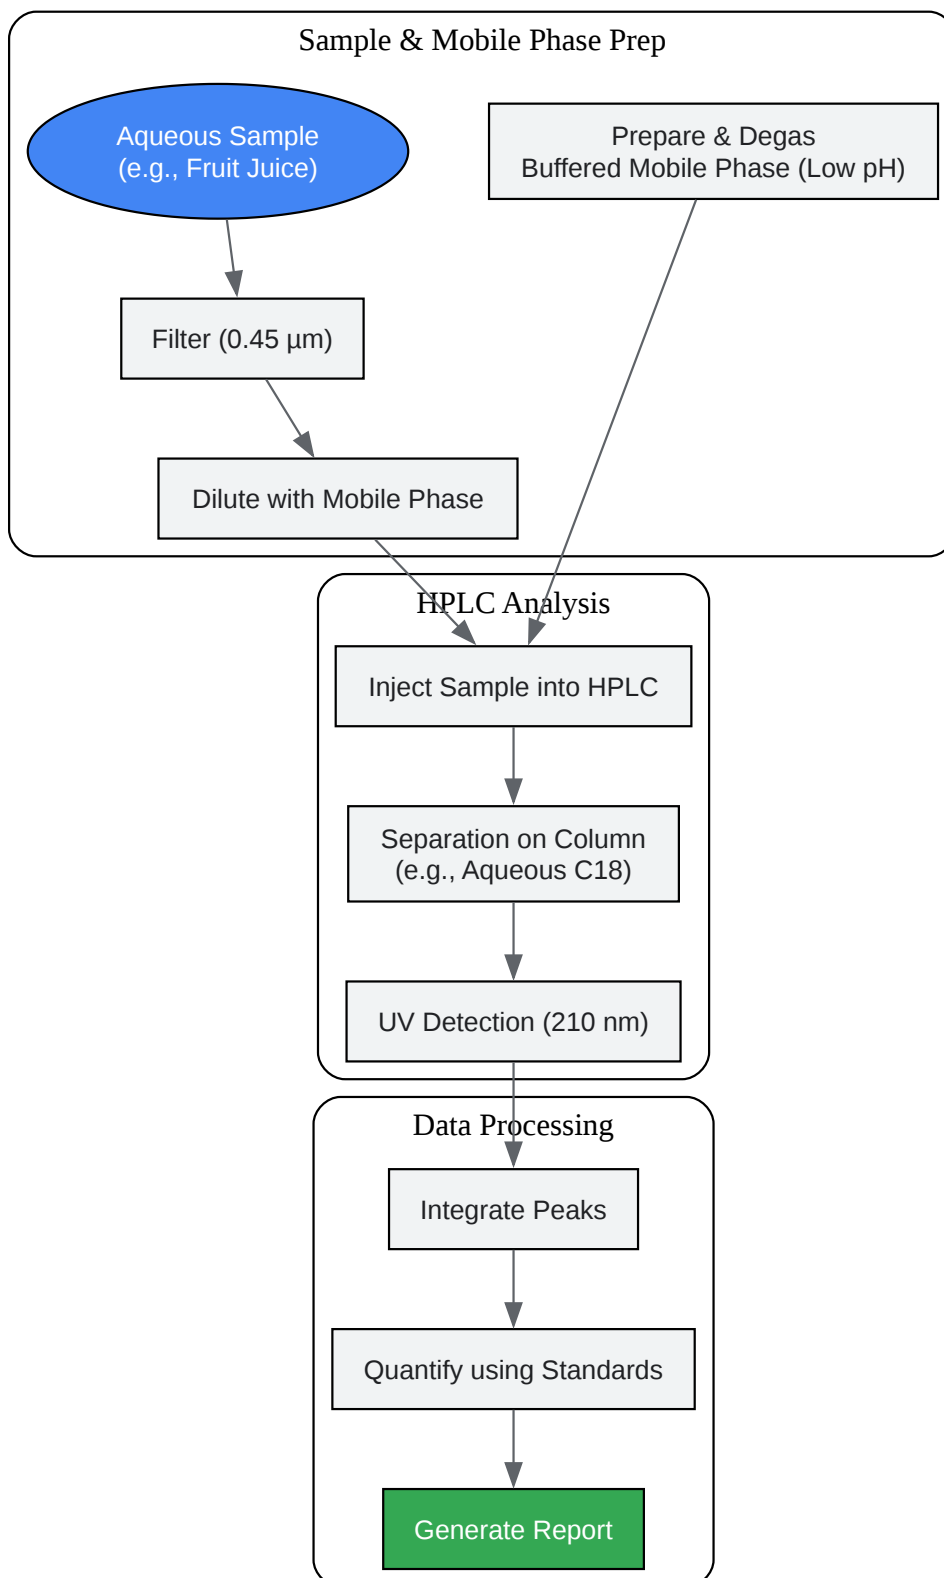 Sample & Mobile Phase Prep
Aqueous Sample
(e.g., Fruit Juice)
Prepare & Degas
Buffered Mobile Phase (Low pH)
Filter (0.45 µm)
Dilute with Mobile Phase
HPLC Analysis
Inject Sample into HPLC
Separation on Column
(e.g., Aqueous C18)
UV Detection (210 nm)
Data Processing
Integrate Peaks
Quantify using Standards
Generate Report